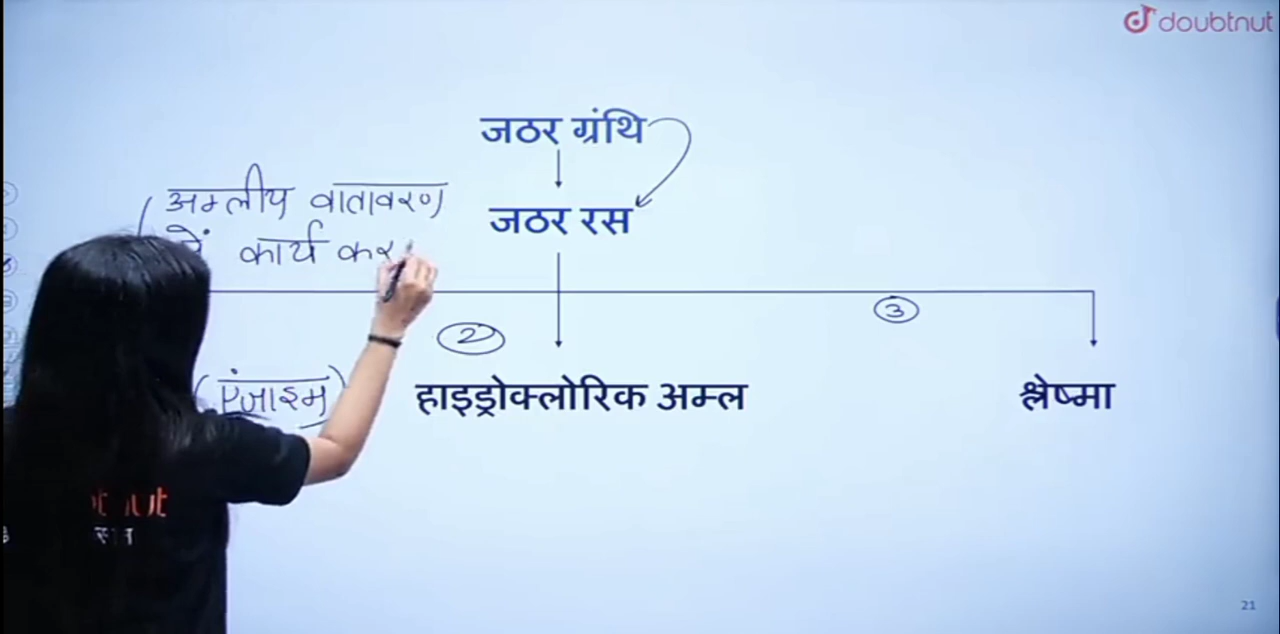 doubtnut
जठर ग्रंथि
अम्लीय वातावरण
जठर रस
में कार्य कर
③
②
(एंजाइम) हाइड्रोक्लोरिक अम्ल श्लेष्मा
21